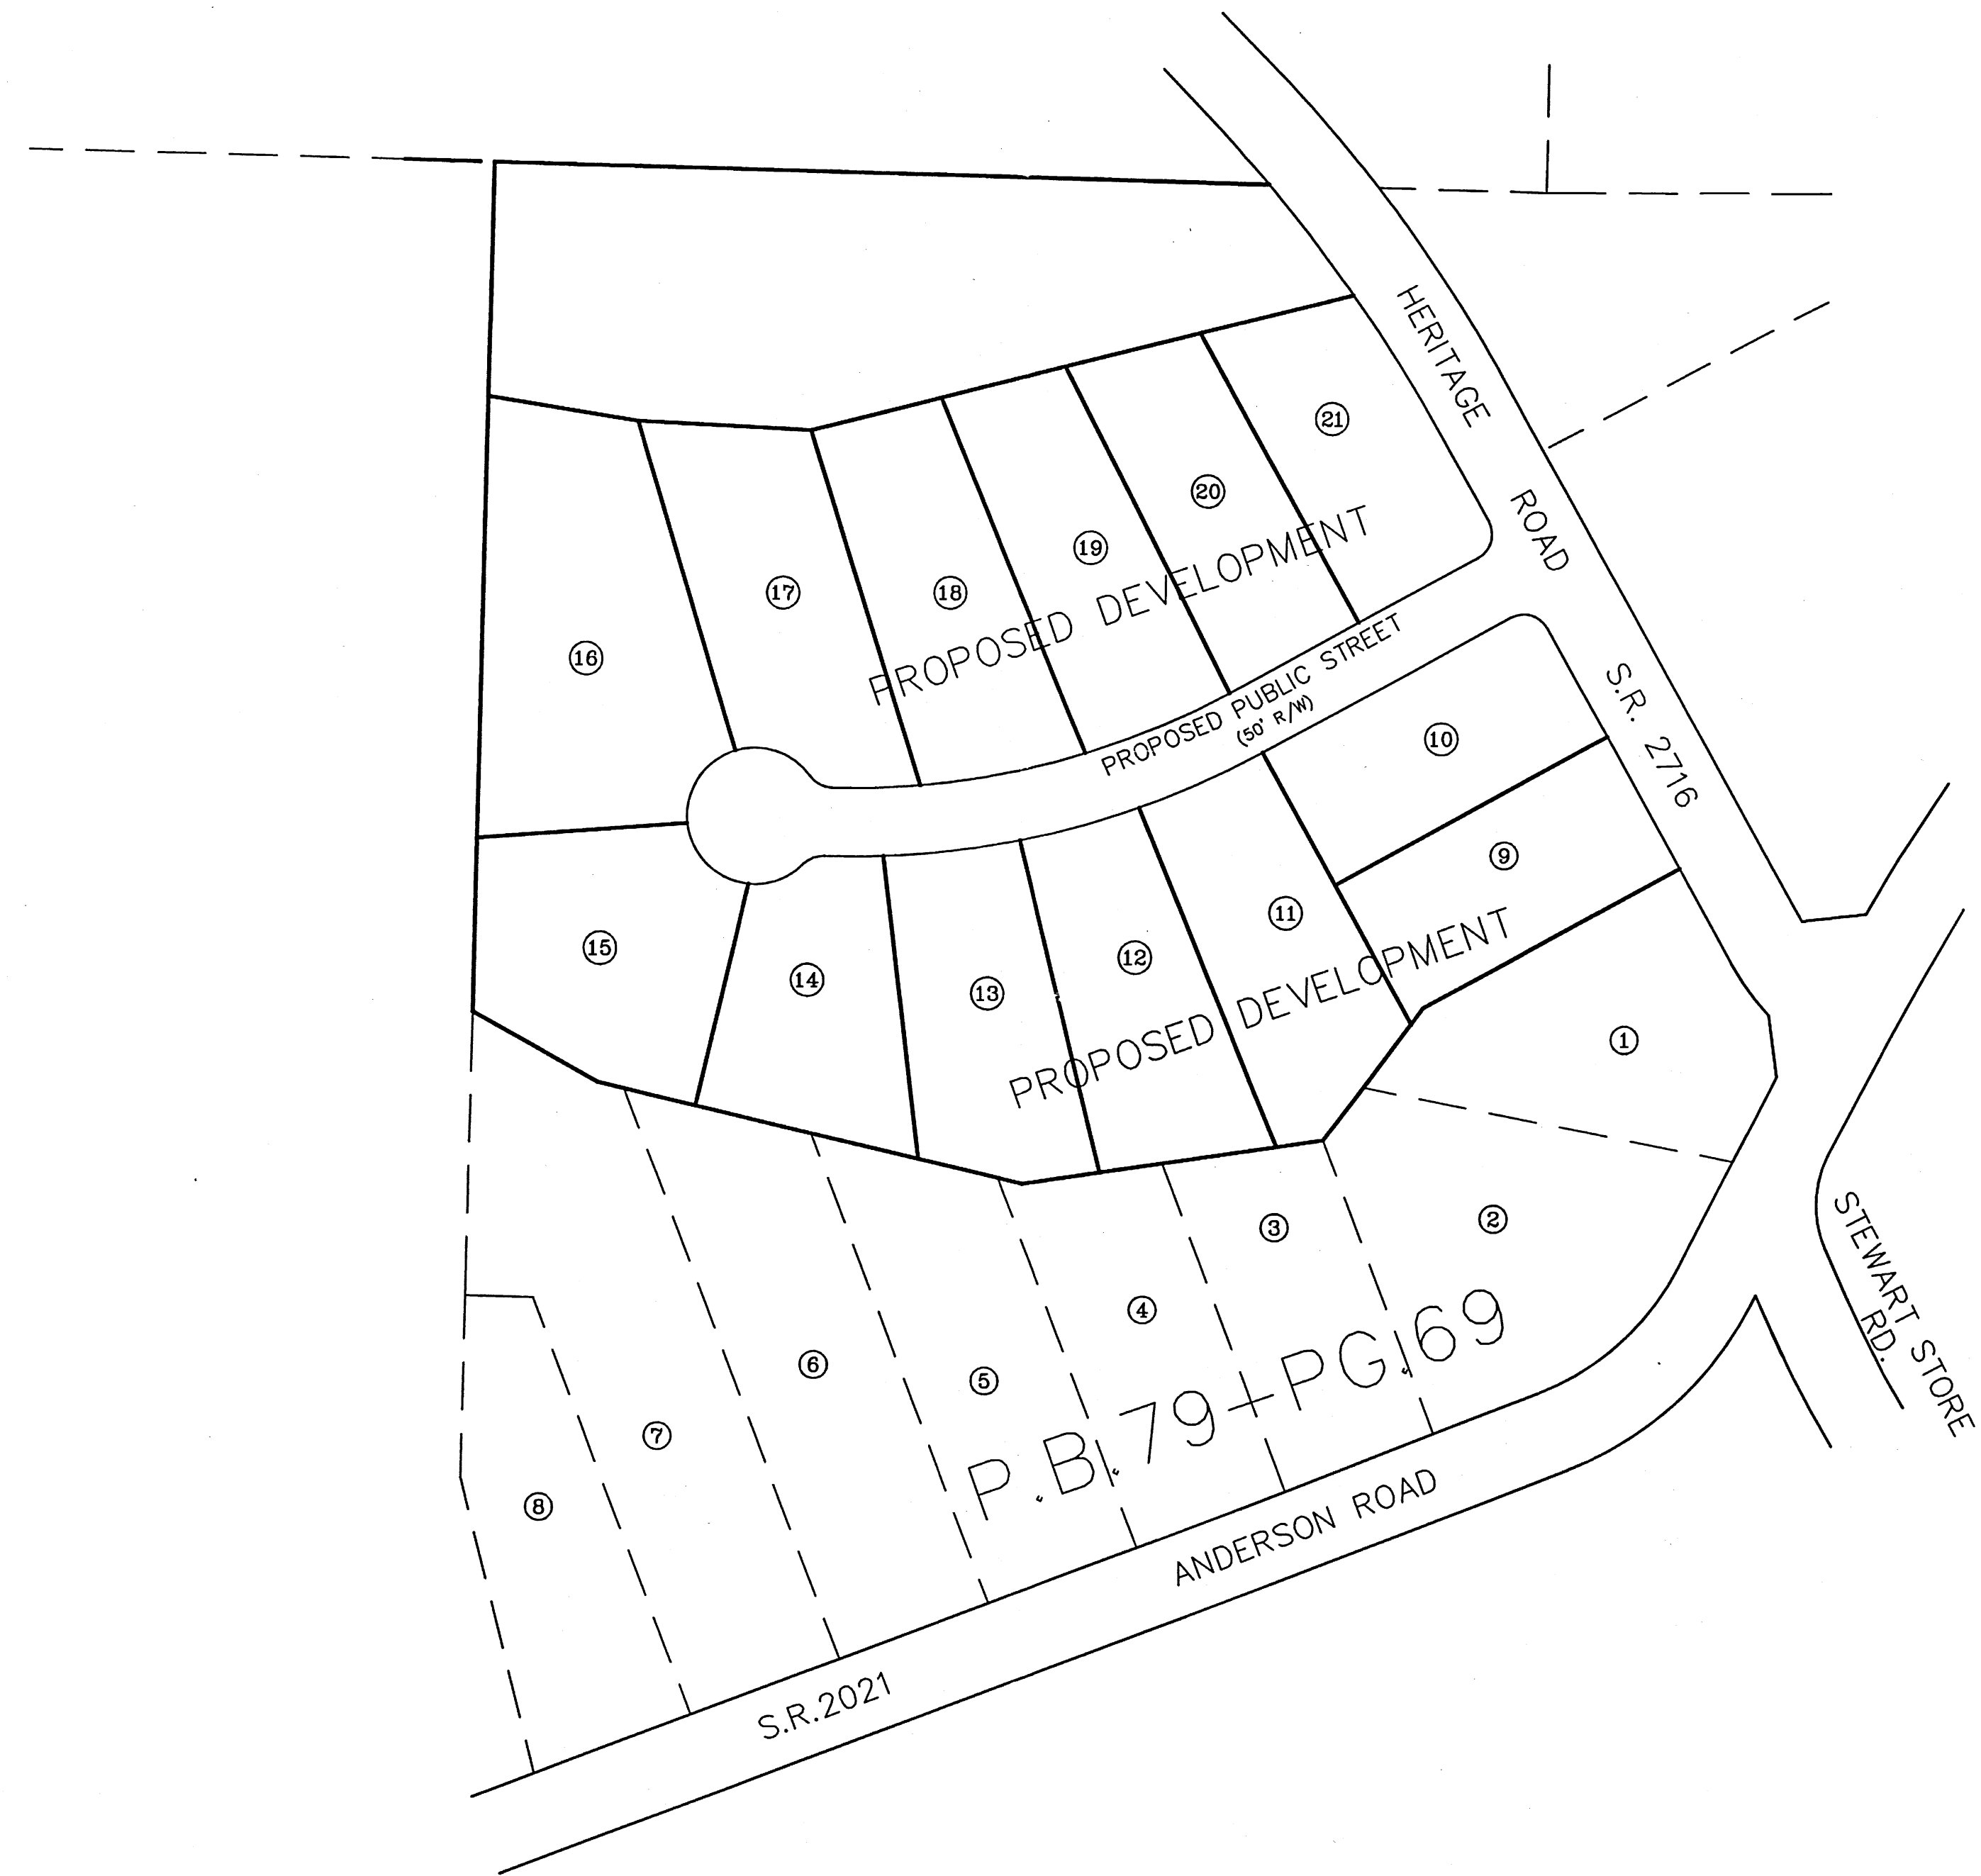 HERITAGE
ROAD
S.R. 2716
21
20
19
18
17
16
PROPOSED DEVELOPMENT
PROPOSED PUBLIC STREET
(50' R/W)
10
9
11
12
13
14
15
PROPOSED DEVELOPMENT
1
2
3
4
5
6
7
8
P.B. 79 PG. 69
STEWART STORE
RD.
ANDERSON ROAD
S.R.2021